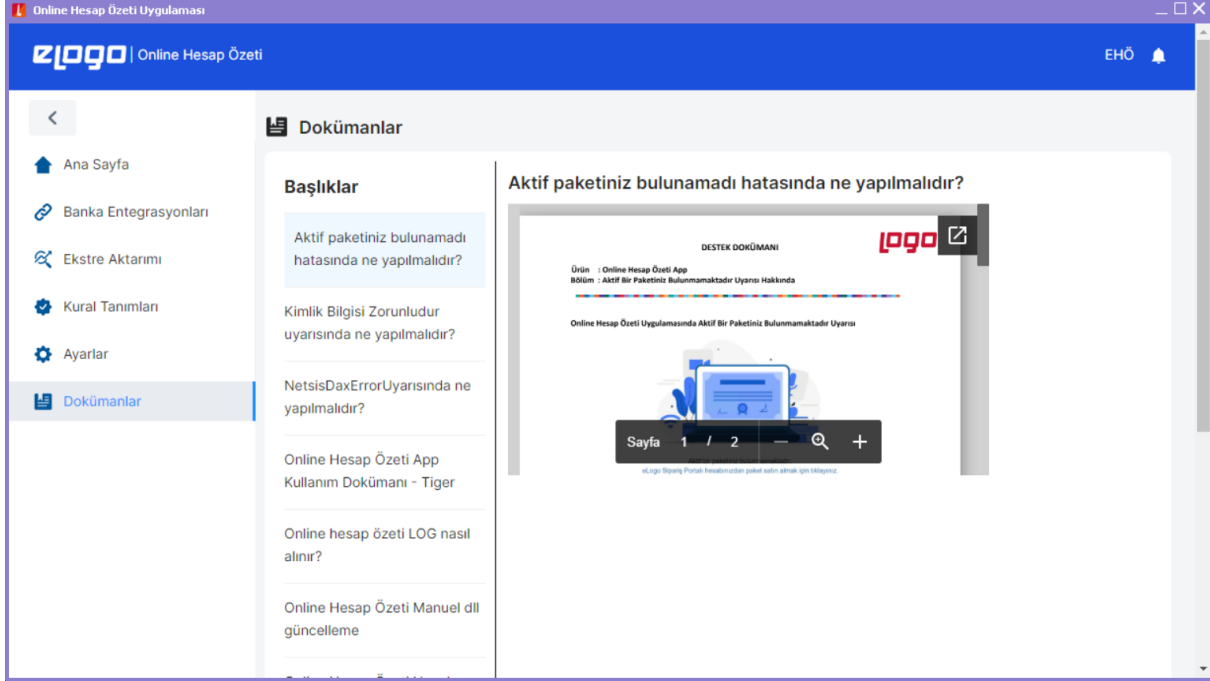 Online Hesap Özeti Uygulaması
eLOGO | Online Hesap Özeti
EHÖ
Dokümanlar
Ana Sayfa
Banka Entegrasyonları
Ekstre Aktarımı
Kural Tanımları
Ayarlar
Dokümanlar
Başlıklar
Aktif paketiniz bulunamadı
hatasında ne yapılmalıdır?
Kimlik Bilgisi Zorunludur
uyarısında ne yapılmalıdır?
NetsisDaxErrorUyarısında ne
yapılmalıdır?
Online Hesap Özeti App
Kullanım Dokümanı - Tiger
Online hesap özeti LOG nasıl
alınır?
Online Hesap Özeti Manuel dll
güncelleme
Aktif paketiniz bulunamadı hatasında ne yapılmalıdır?
DESTEK DOKÜMANI
LOGO
Ürün : Online Hesap Özeti App
Bölüm : Aktif Bir Paketiniz Bulunmamaktadır Uyarısı Hakkında
Online Hesap Özeti Uygulamasında Aktif Bir Paketiniz Bulunmamaktadır Uyarısı
Sayfa 1 / 2
eLogo Sipariş Portalı hesabınızdan paket satın almak için tıklayınız.